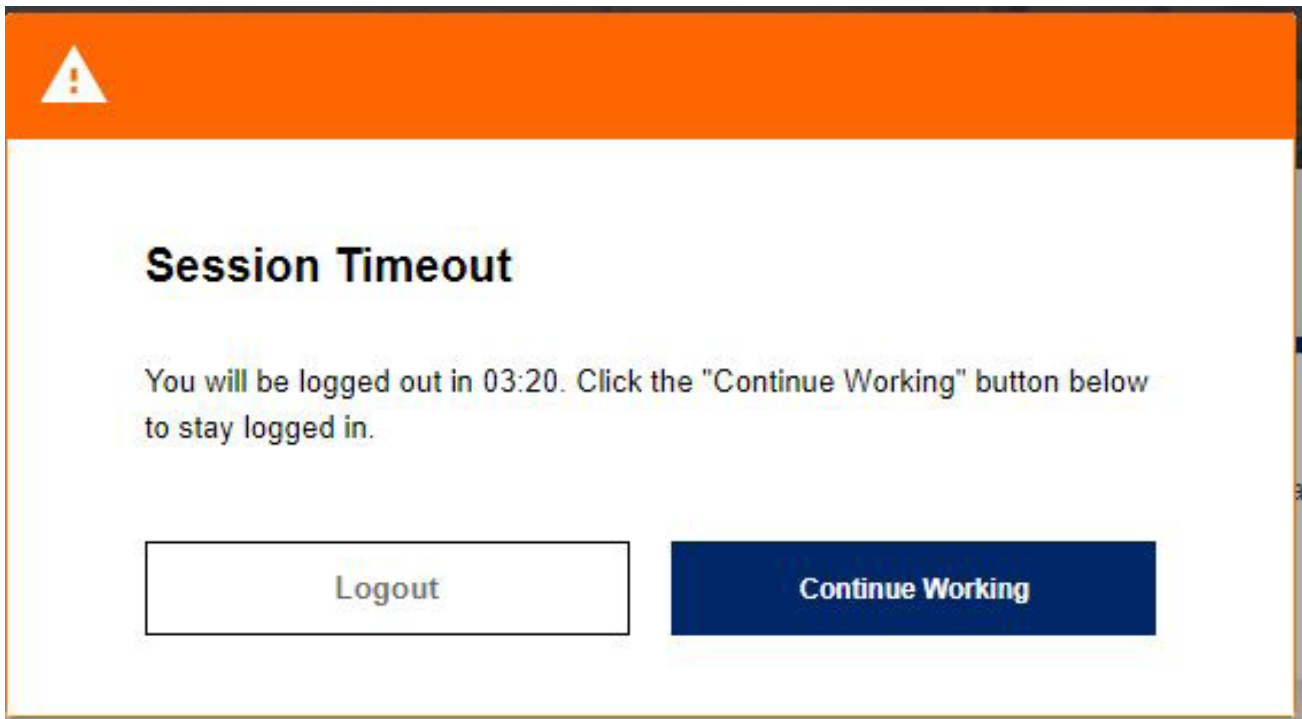 Session Timeout
You will be logged out in 03:20. Click the "Continue Working" button below
to stay logged in.
Logout
Continue Working